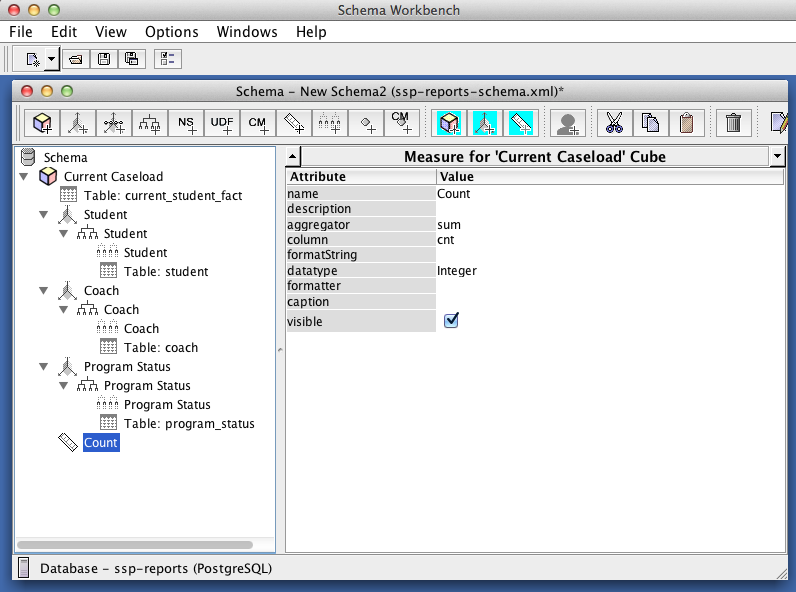 Schema Workbench
File Edit View Options Windows Help
Schema - New Schema2 (ssp-reports-schema.xml)*
NS UDF CM CM
Schema
Current Caseload
Table: current_student_fact
Student
Student
Student
Table: student
Coach
Coach
Coach
Table: coach
Program Status
Program Status
Program Status
Table: program_status
Count
Measure for 'Current Caseload' Cube
Attribute Value
name Count
description
aggregator sum
column cnt
formatString
datatype Integer
formatter
caption
visible
Database - ssp-reports (PostgreSQL)